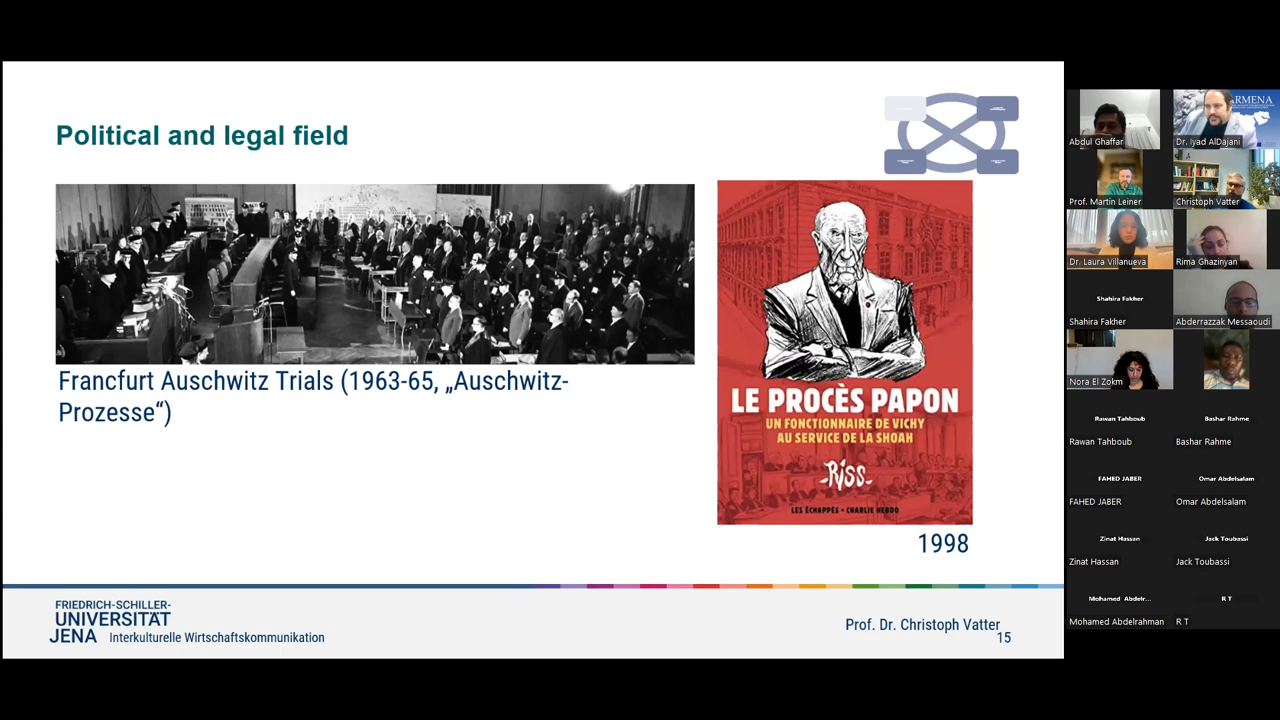 Political and legal field
Francfurt Auschwitz Trials (1963-65, „Auschwitz-
Prozesse“)
LE PROCÈS PAPON
UN FONCTIONNAIRE DE VICHY
AU SERVICE DE LA SHOAH
Riss
LES ÉCHAPPÉS - CHARLIE HEBDO
1998
FRIEDRICH-SCHILLER-
UNIVERSITÄT
JENA Interkulturelle Wirtschaftskommunikation
Prof. Dr. Christoph Vatter
15
RMENA
Abdul Ghaffar
Dr. Iyad AlDajani
Prof. Martin Leiner
Christoph Vatter
Dr. Laura Villanueva
Rima Ghazinyan
Shahira Fakher
Shahira Fakher
Abderrazzak Messaoudi
Nora El Zokm
Rawan Tahboub
Bashar Rahme
Rawan Tahboub
Bashar Rahme
FAHED JABER
Omar Abdelsalam
FAHED JABER
Omar Abdelsalam
Zinat Hassan
Jack Toubassi
Zinat Hassan
Jack Toubassi
Mohamed Abdelr...
R T
Mohamed Abdelrahman
R T